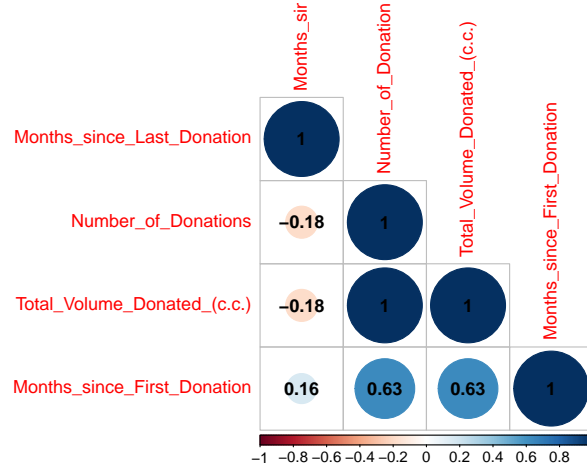 Months_sir
Number_of_Donation
Total_Volume_Donated_(c.c.)
Months_since_First_Donation
Months_since_Last_Donation 1
Number_of_Donations −0.18 1
Total_Volume_Donated_(c.c.) −0.18 1 1
Months_since_First_Donation 0.16 0.63 0.63 1
−1 −0.8 −0.6 −0.4 −0.2 0 0.2 0.4 0.6 0.8